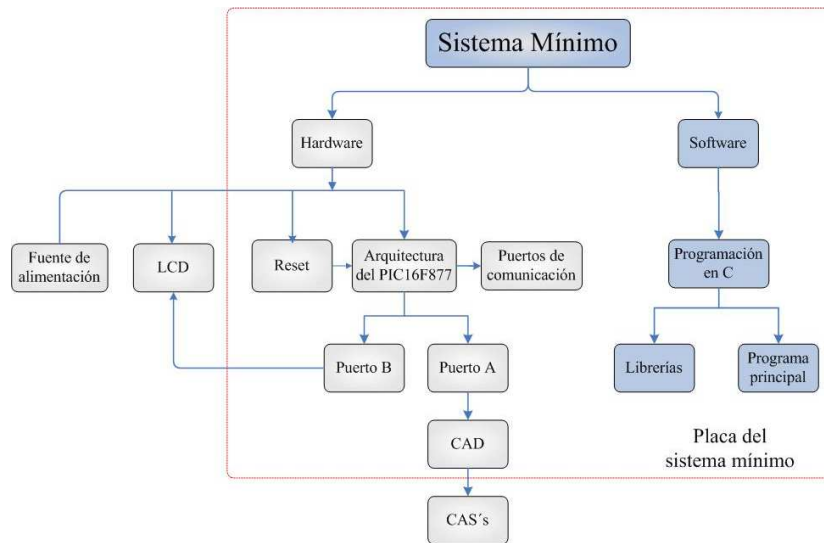 Sistema Mínimo
Hardware
Software
Fuente de
alimentación
LCD
Reset
Arquitectura
del PIC16F877
Puertos de
comunicación
Programación
en C
Puerto B
Puerto A
Librerías
Programa
principal
CAD
Placa del
sistema mínimo
CAS´s